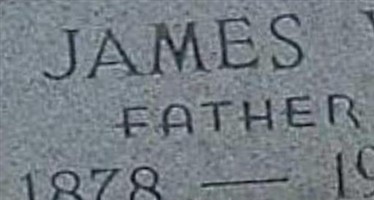 JAMES
FATHER
1878 — 19